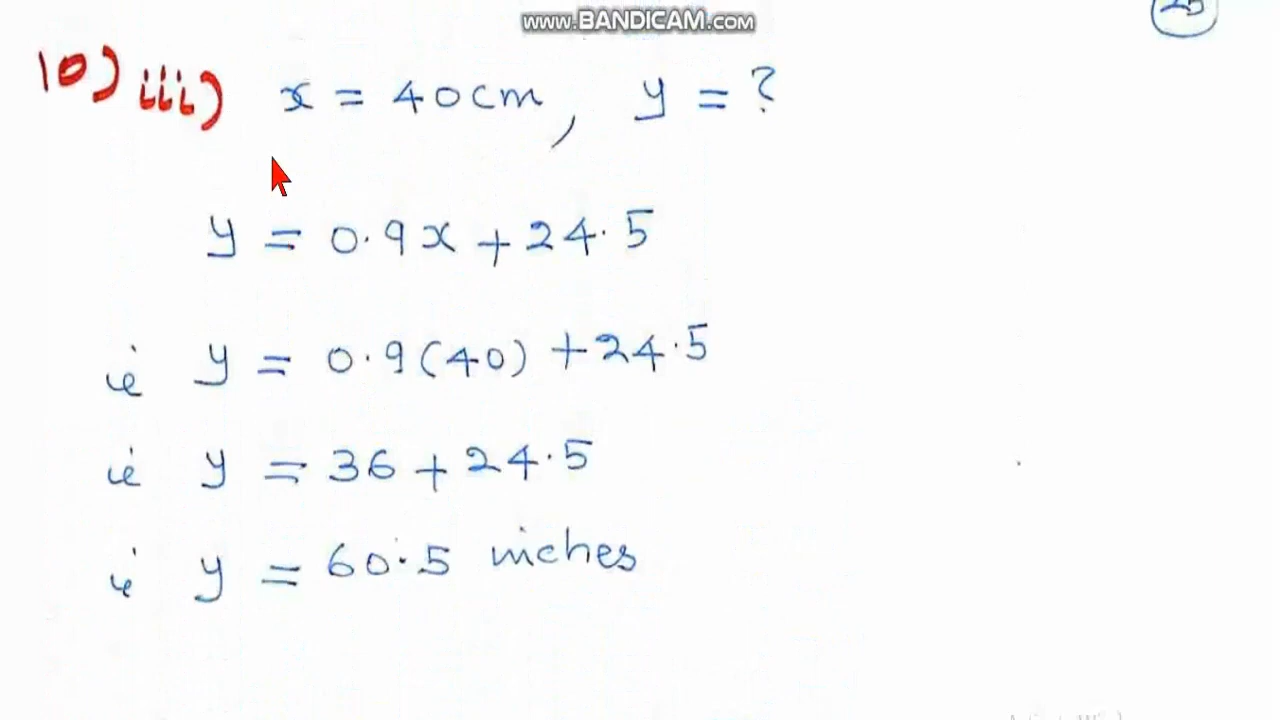 WWW.BANDICAM.COM
25
10) iii) x = 40cm, y = ?
y = 0.9x + 24.5
ie y = 0.9(40) + 24.5
ie y = 36 + 24.5
ie y = 60.5 inches